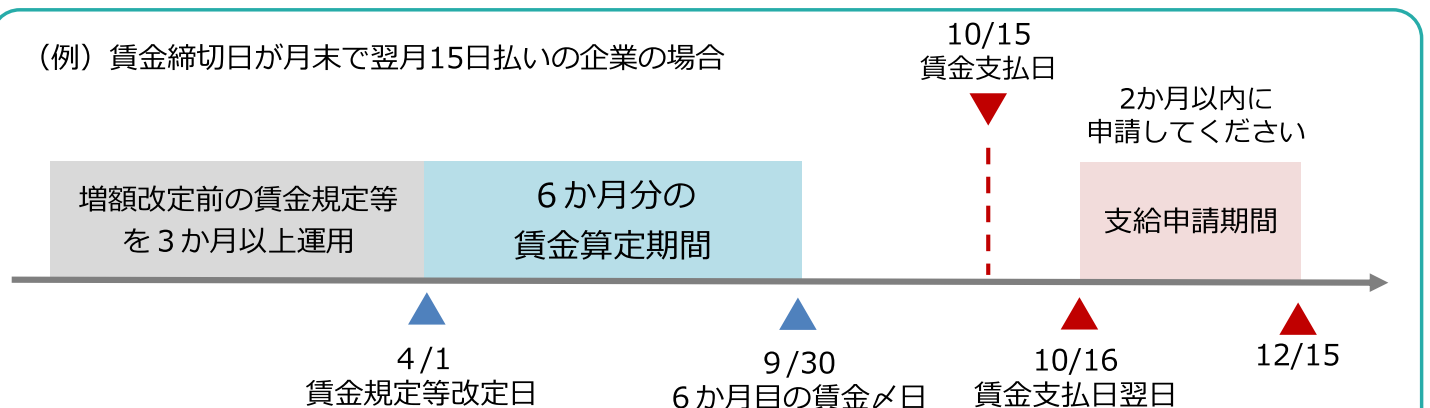 （例）賃金締切日が月末で翌月15日払いの企業の場合
10/15
賃金支払日
2か月以内に
申請してください
増額改定前の賃金規定等
を３か月以上運用
６か月分の
賃金算定期間
支給申請期間
４/1
賃金規定等改定日
９/30
６か月目の賃金〆日
10/16
賃金支払日翌日
12/15